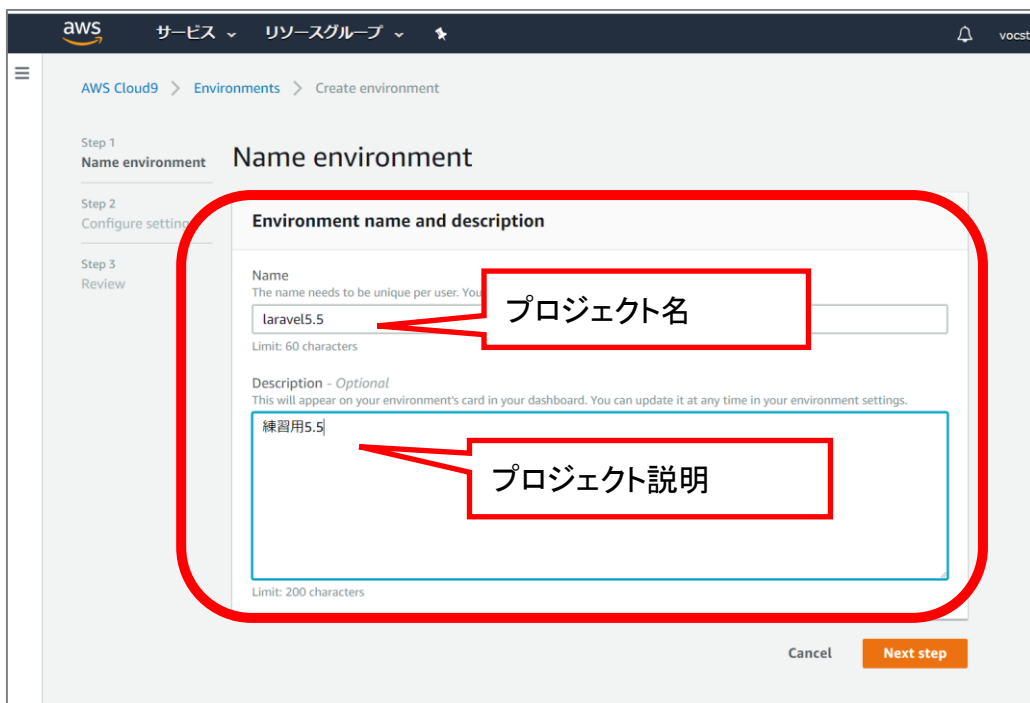 aws サービス リソースグループ vocst
AWS Cloud9 > Environments > Create environment
Step 1
Name environment
Step 2
Configure setting
Step 3
Review
Name environment
Environment name and description
Name
The name needs to be unique per user. You
laravel5.5
プロジェクト名
Limit: 60 characters
Description - Optional
This will appear on your environment's card in your dashboard. You can update it at any time in your environment settings.
練習用5.5
プロジェクト説明
Limit: 200 characters
Cancel Next step